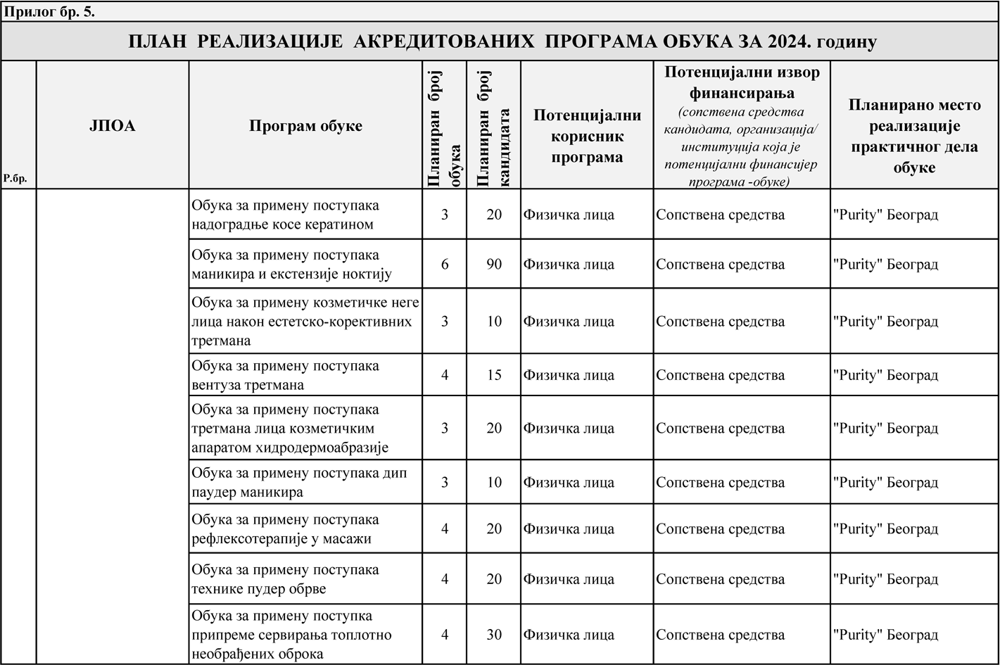 Прилог бр. 5.
ПЛАН РЕАЛИЗАЦИЈЕ АКРЕДИТОВАНИХ ПРОГРАМА ОБУКА ЗА 2024. годину
Р.бр.
ЈПОА
Програм обуке
Планиран број
обука
Планиран број
кандидата
Потенцијални
корисник
програма
Потенцијални извор
финансирања
(сопствена средства
кандидата, организација/
институција која је
потенцијални финансијер
програма -обуке)
Планирано место
реализације
практичног дела
обуке
Обука за примену поступака
надоградње косе кератином
3
20
Физичка лица
Сопствена средства
"Purity" Београд
Обука за примену поступака
маникира и екстензије ноктију
6
90
Физичка лица
Сопствена средства
"Purity" Београд
Обука за примену козметичке неге
лица након естетско-корективних
третмана
3
10
Физичка лица
Сопствена средства
"Purity" Београд
Обука за примену поступака
вентуза третмана
4
15
Физичка лица
Сопствена средства
"Purity" Београд
Обука за примену поступака
третмана лица козметичким
апаратом хидродермоабразије
3
20
Физичка лица
Сопствена средства
"Purity" Београд
Обука за примену поступака дип
паудер маникира
3
10
Физичка лица
Сопствена средства
"Purity" Београд
Обука за примену поступака
рефлексотерапије у масажи
4
20
Физичка лица
Сопствена средства
"Purity" Београд
Обука за примену поступака
технике пудер обрве
4
20
Физичка лица
Сопствена средства
"Purity" Београд
Обука за примену поступка
припреме сервирања топлотно
необрађених оброка
4
30
Физичка лица
Сопствена средства
"Purity" Београд